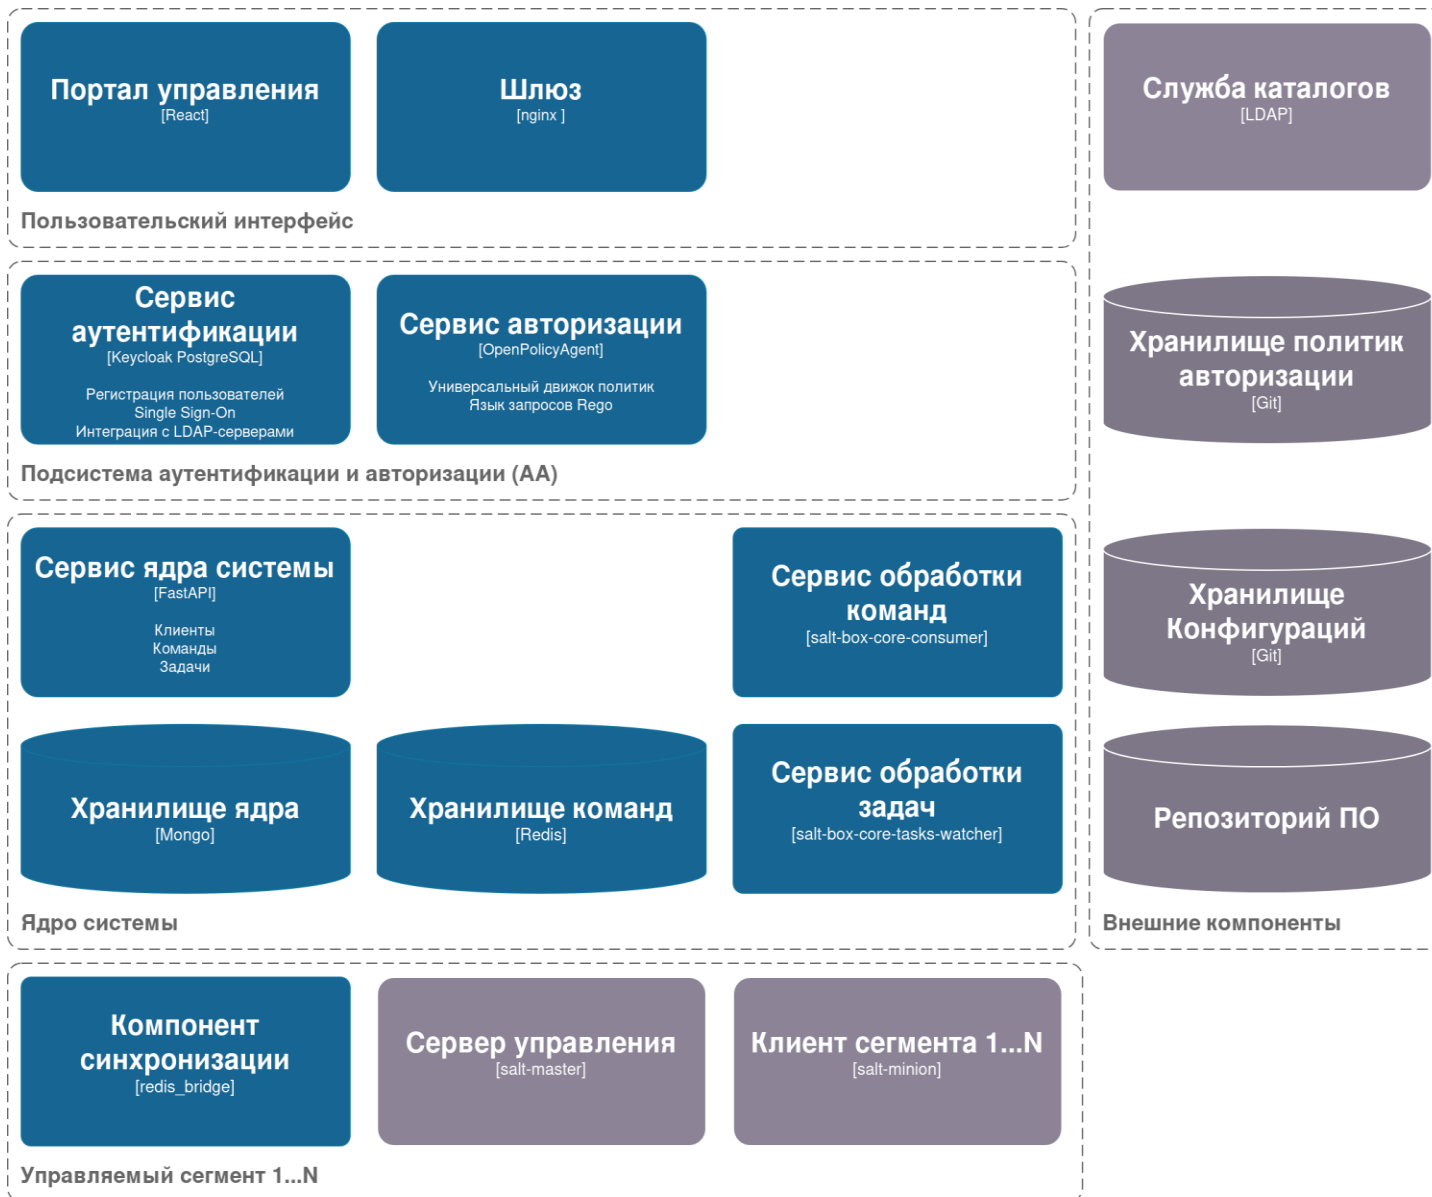 Портал управления
[React]
Шлюз
[nginx ]
Пользовательский интерфейс
Служба каталогов
[LDAP]
Сервис
аутентификации
[Keycloak PostgreSQL]
Регистрация пользователей
Single Sign-On
Интеграция с LDAP-серверами
Сервис авторизации
[OpenPolicyAgent]
Универсальный движок политик
Язык запросов Rego
Подсистема аутентификации и авторизации (АА)
Хранилище политик
авторизации
[Git]
Сервис ядра системы
[FastAPI]
Клиенты
Команды
Задачи
Сервис обработки
команд
[salt-box-core-consumer]
Хранилище
Конфигураций
[Git]
Хранилище ядра
[Mongo]
Хранилище команд
[Redis]
Сервис обработки
задач
[salt-box-core-tasks-watcher]
Репозиторий ПО
Ядро системы
Внешние компоненты
Компонент
синхронизации
[redis_bridge]
Сервер управления
[salt-master]
Клиент сегмента 1...N
[salt-minion]
Управляемый сегмент 1...N